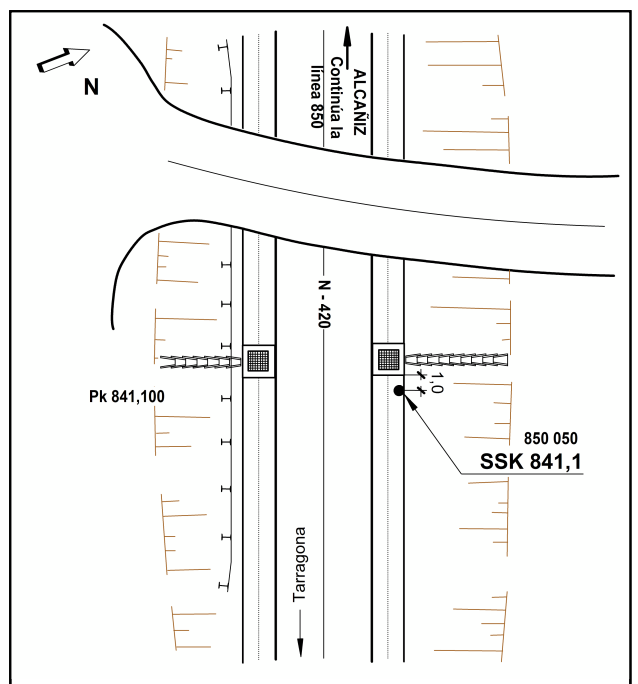 N
ALCAÑIZ
Continúa la
línea 850
N - 420
1,0
Pk 841,100
850 050
SSK 841,1
Tarragona